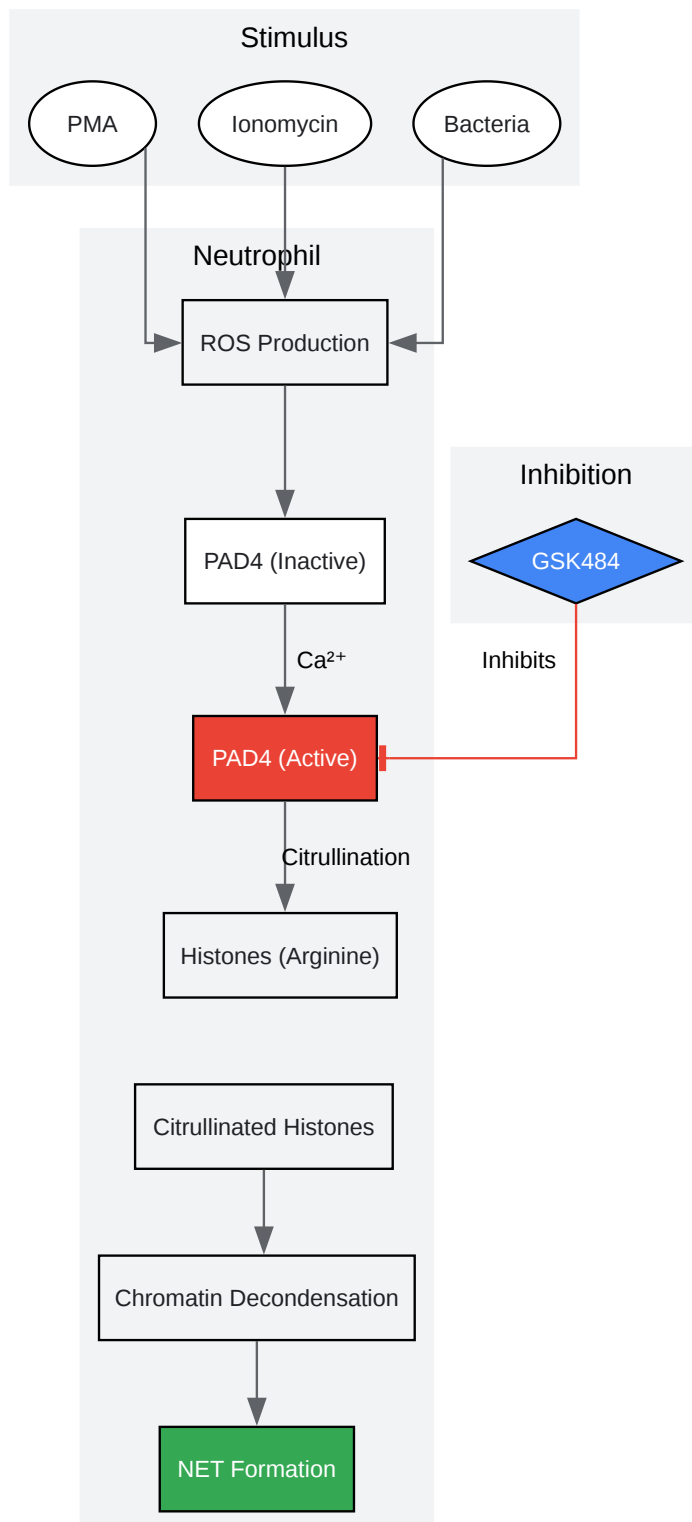 Stimulus
PMA
Ionomycin
Bacteria
Neutrophil
ROS Production
Inhibition
PAD4 (Inactive)
GSK484
Ca²⁺
Inhibits
PAD4 (Active)
Citrullination
Histones (Arginine)
Citrullinated Histones
Chromatin Decondensation
NET Formation